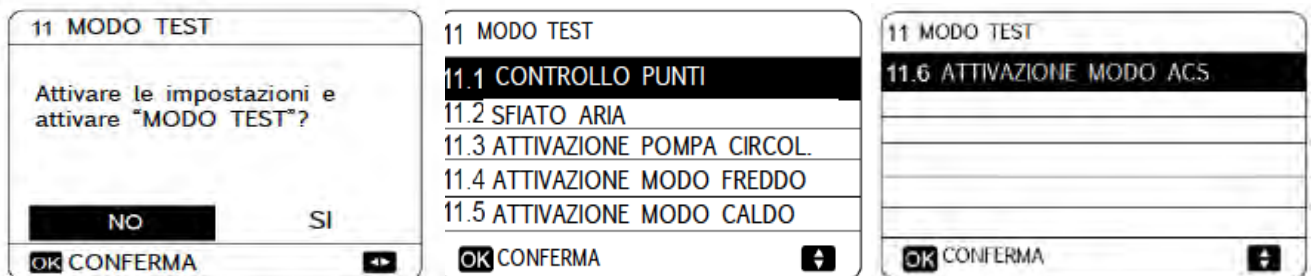 11 MODO TEST
Attivare le impostazioni e
attivare "MODO TEST"?
NO SI
OK CONFERMA
11 MODO TEST
11.1 CONTROLLO PUNTI
11.2 SFIATO ARIA
11.3 ATTIVAZIONE POMPA CIRCOL.
11.4 ATTIVAZIONE MODO FREDDO
11.5 ATTIVAZIONE MODO CALDO
OK CONFERMA
11 MODO TEST
11.6 ATTIVAZIONE MODO ACS
OK CONFERMA